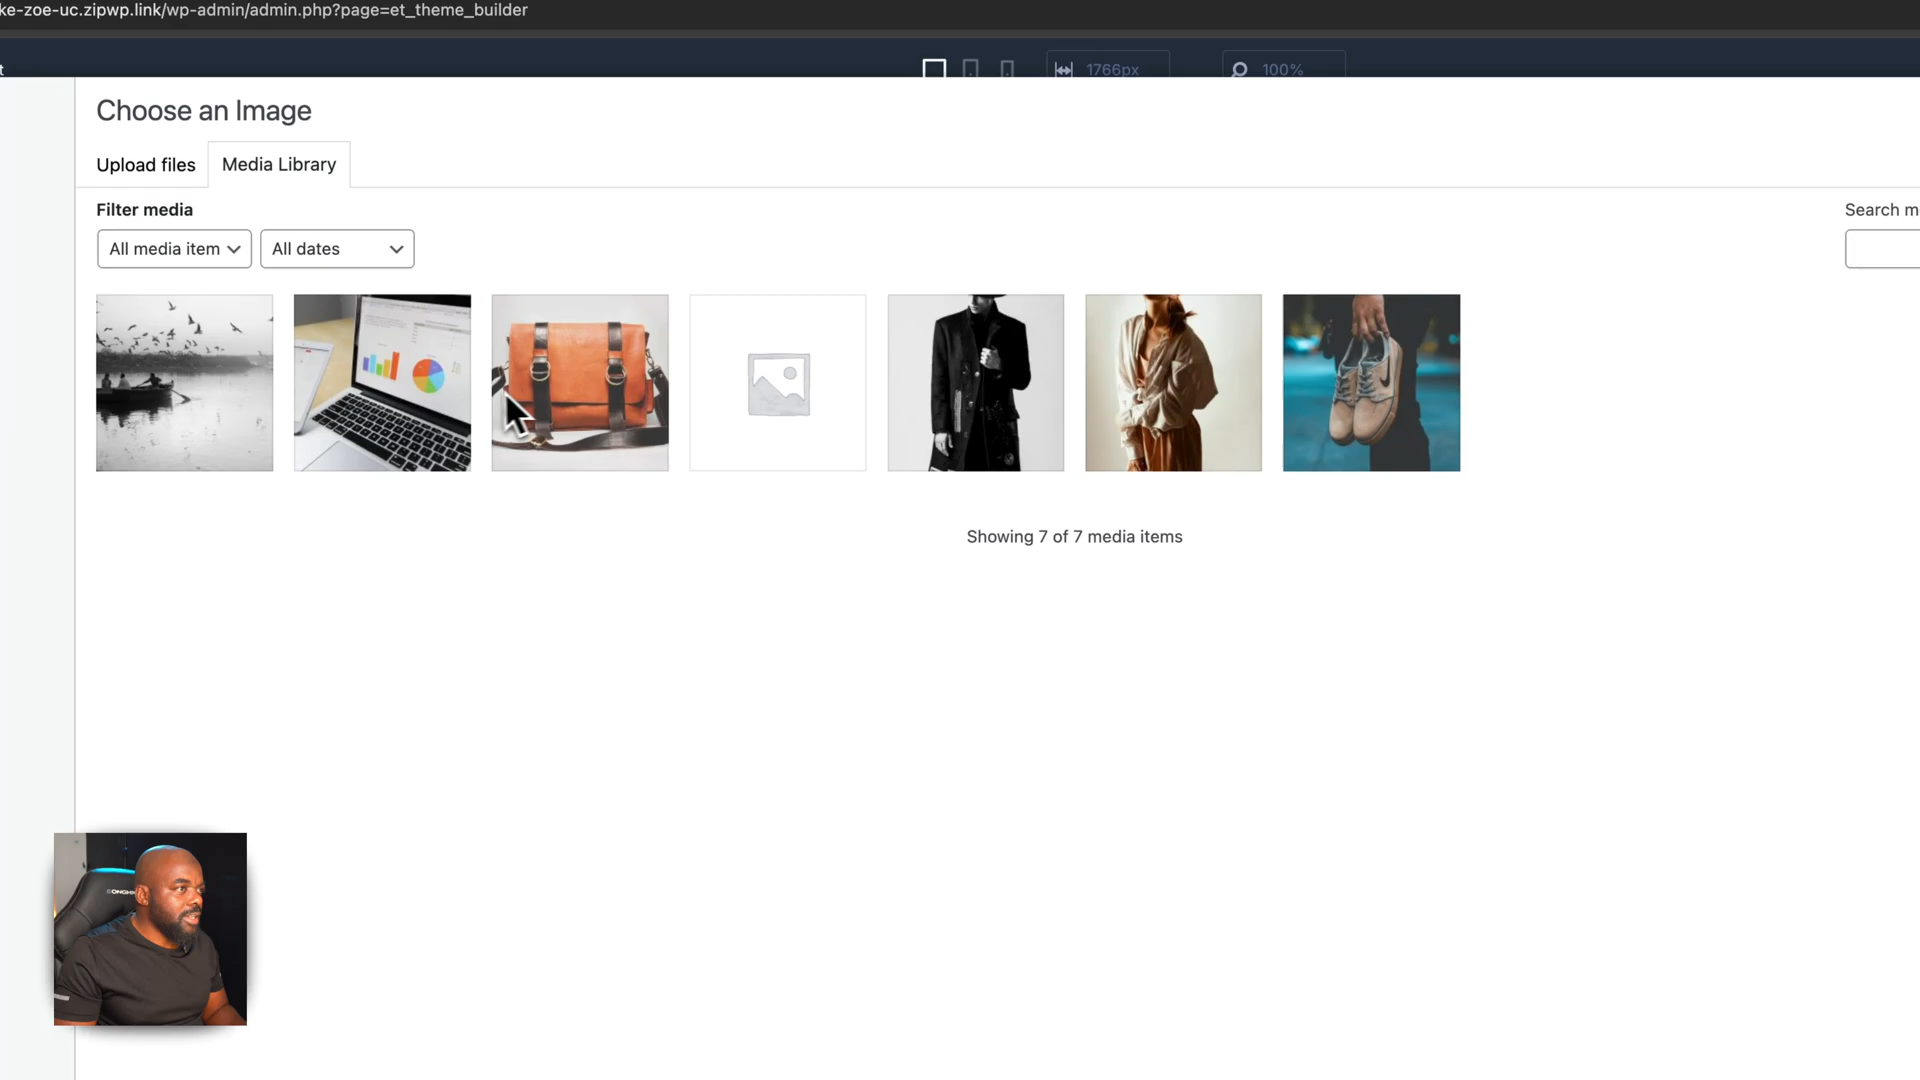 ke-zoe-uc.zipwp.link/wp-admin/admin.php?page=et_theme_builder
t
1766px
100%
Choose an Image
Upload files
Media Library
Filter media
Search m
All media item
All dates
Showing 7 of 7 media items